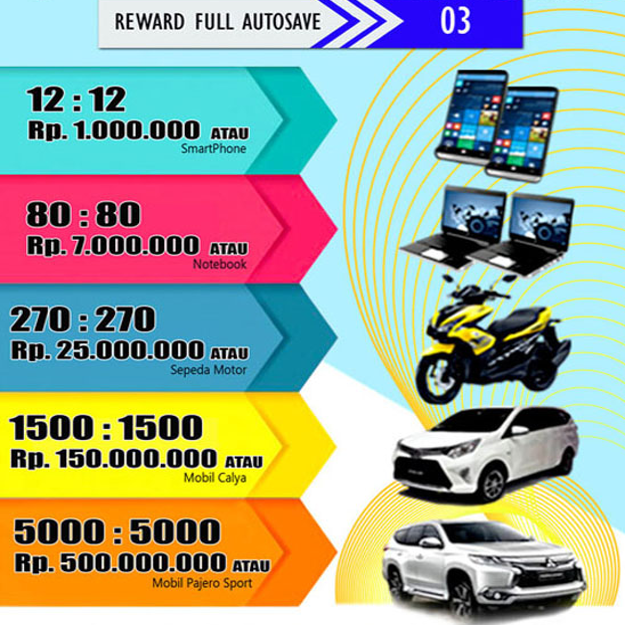 REWARD FULL AUTOSAVE 03
12 : 12
Rp. 1.000.000 ATAU
SmartPhone
80 : 80
Rp. 7.000.000 ATAU
Notebook
270 : 270
Rp. 25.000.000 ATAU
Sepeda Motor
1500 : 1500
Rp. 150.000.000 ATAU
Mobil Calya
5000 : 5000
Rp. 500.000.000 ATAU
Mobil Pajero Sport